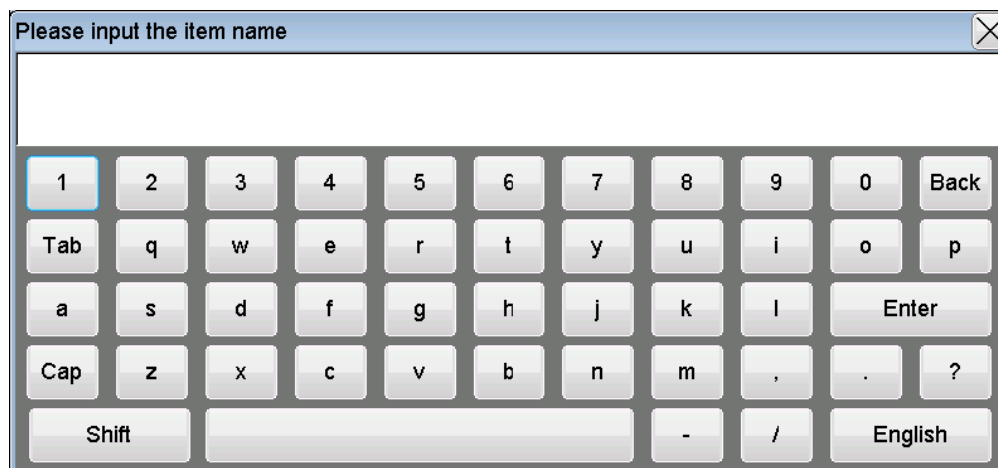 Please input the item name
1 2 3 4 5 6 7 8 9 0 Back
Tab q w e r t y u i o p
a s d f g h j k l Enter
Cap z x c v b n m , . ?
Shift - / English